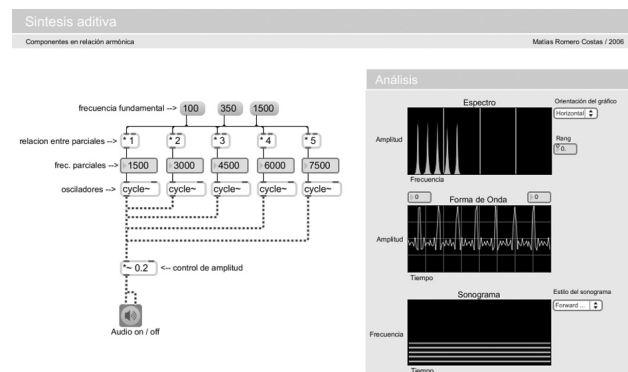 Sintesis aditiva
Componentes en relación armónica
Matías Romero Costas / 2006
frecuencia fundamental --> 100 350 1500
relacion entre parciales --> * 1 * 2 * 3 * 4 * 5
frec. parciales --> 1500 3000 4500 6000 7500
osciladores --> cycle~ cycle~ cycle~ cycle~ cycle~
*~ 0.2 <-- control de amplitud
Audio on / off
Análisis
Espectro
Orientación del gráfico
Horizontal
Amplitud
Rang
0.
Frecuencia
0 Forma de Onda 0
Amplitud
Tiempo
Sonograma
Estilo del sonograma
Forward ...
Frecuencia
Tiempo